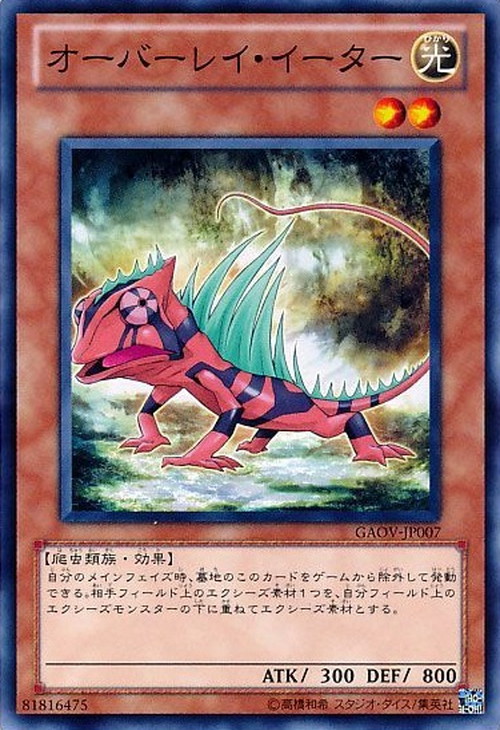 オーバーレイ・イーター
ひかり
光
GAOV-JP007
【爬虫類族・効果】
自分のメインフェイズ時、墓地のこのカードをゲームから除外して発動
できる。相手フィールド上のエクシーズ素材1つを、自分フィールド上の
エクシーズモンスターの下に重ねてエクシーズ素材とする。
ATK/ 300 DEF/ 800
81816475
©高橋和希 スタジオ・ダイス/集英社